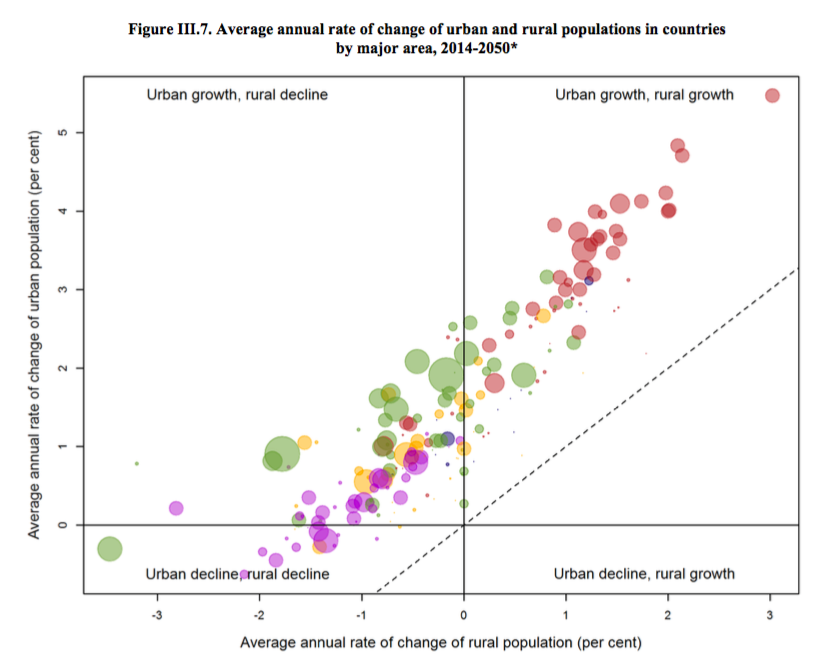 Figure III.7. Average annual rate of change of urban and rural populations in countries
by major area, 2014-2050*
Urban growth, rural decline
Urban growth, rural growth
Average annual rate of change of urban population (per cent)
5
4
3
2
1
0
Urban decline, rural decline
Urban decline, rural growth
-3
-2
-1
0
1
2
3
Average annual rate of change of rural population (per cent)